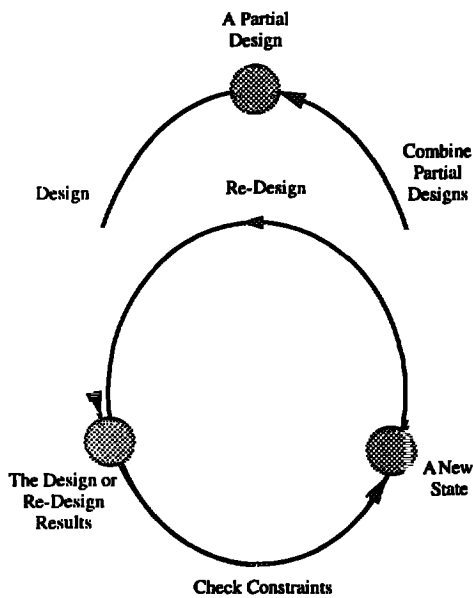 A Partial
Design
Combine
Partial
Designs
Design
Re-Design
The Design or
Re-Design
Results
A New
State
Check Constraints